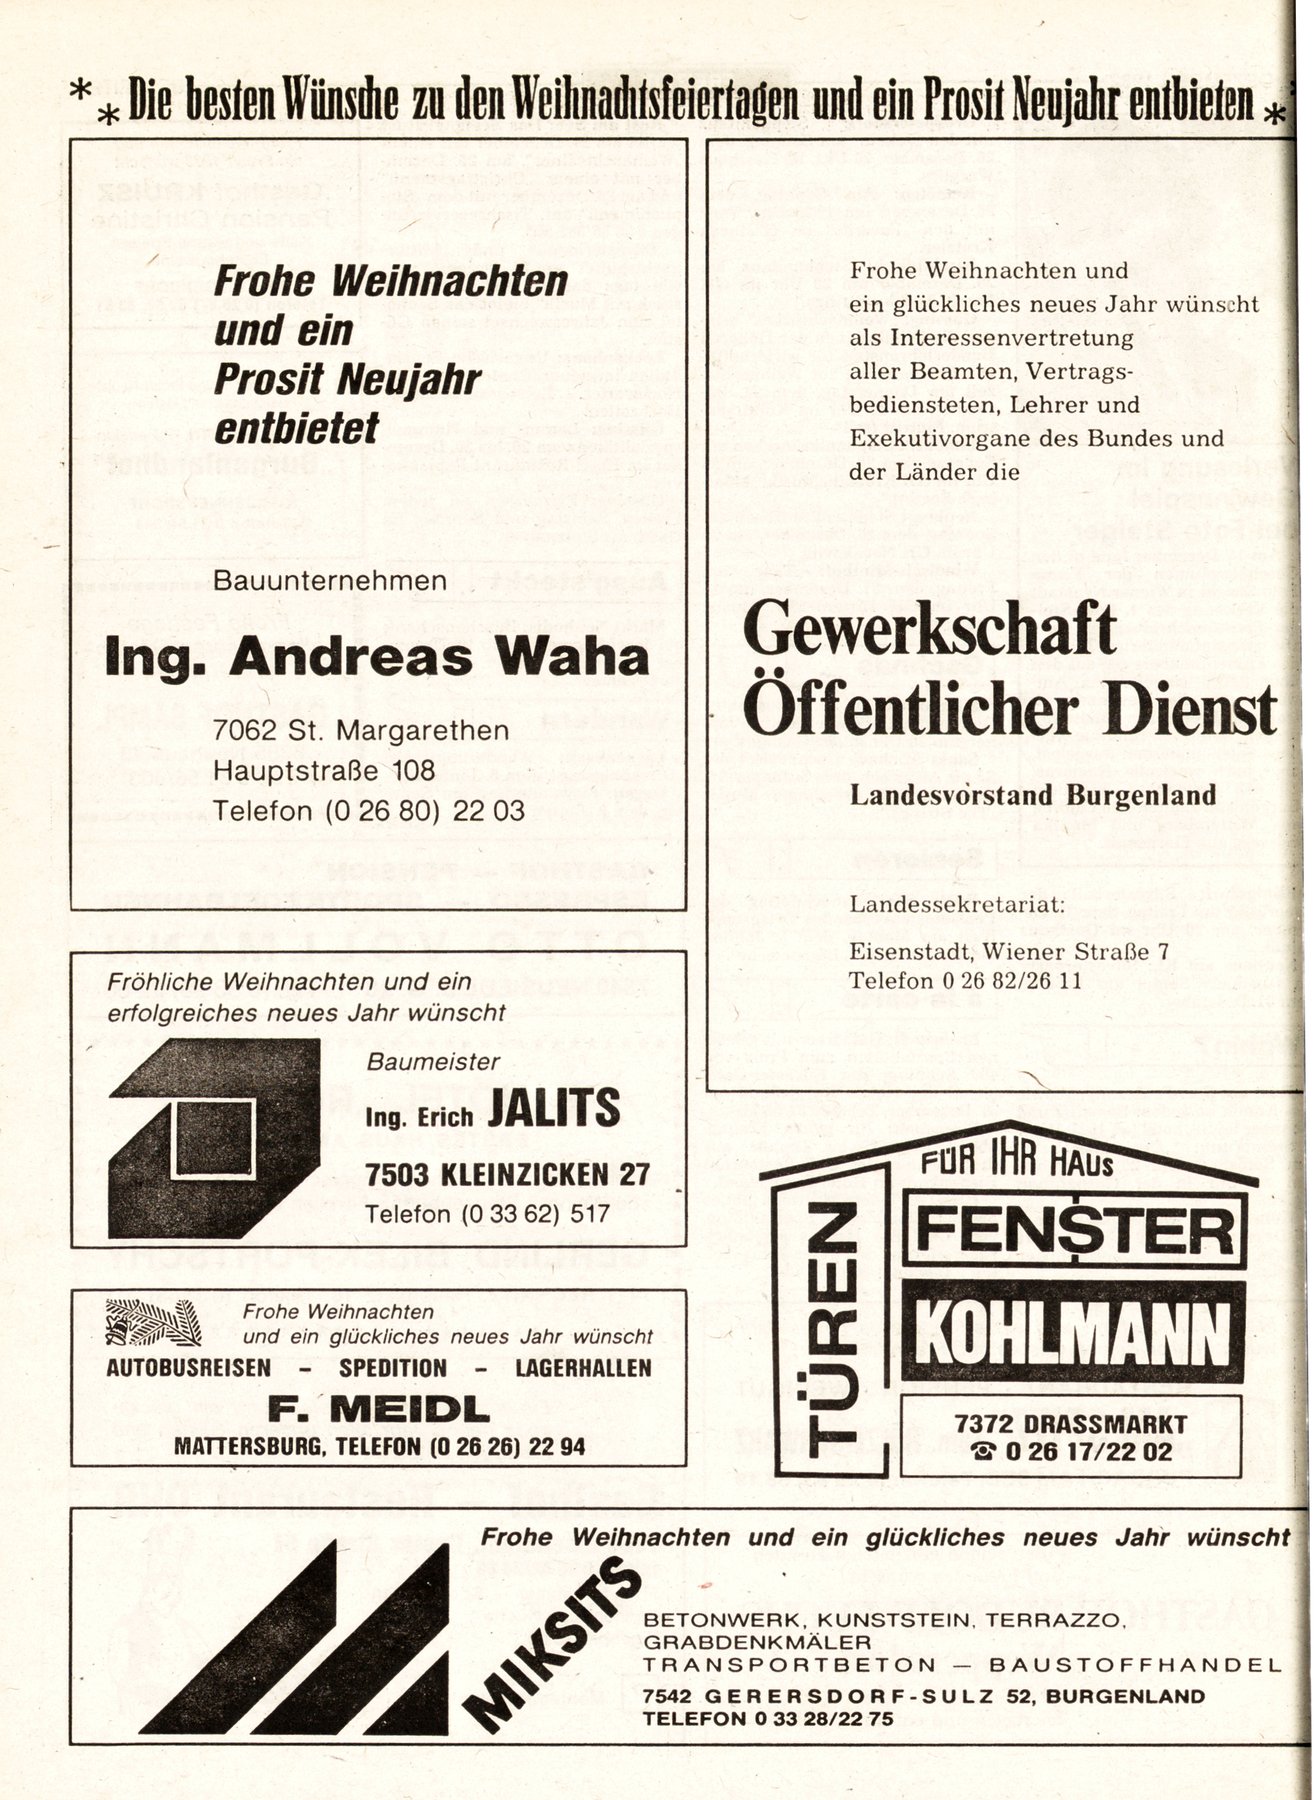 * * Die besten Wünsche zu den Weihnachtsfeiertagen und ein Prosit Neujahr entbieten *
Frohe Weihnachten
und ein
Prosit Neujahr
entbietet
Bauunternehmen
Ing. Andreas Waha
7062 St. Margarethen
Hauptstraße 108
Telefon (0 26 80) 22 03
Frohe Weihnachten und
ein glückliches neues Jahr wünscht
als Interessenvertretung
aller Beamten, Vertrags-
bediensteten, Lehrer und
Exekutivorgane des Bundes und
der Länder die
Gewerkschaft
Öffentlicher Dienst
Landesvorstand Burgenland
Landessekretariat:
Eisenstadt, Wiener Straße 7
Telefon 0 26 82/26 11
Fröhliche Weihnachten und ein
erfolgreiches neues Jahr wünscht
Baumeister
Ing. Erich JALITS
7503 KLEINZICKEN 27
Telefon (0 33 62) 517
Frohe Weihnachten
und ein glückliches neues Jahr wünscht
AUTOBUSREISEN – SPEDITION – LAGERHALLEN
F. MEIDL
MATTERSBURG, TELEFON (0 26 26) 22 94
FÜR IHR HAUS
TÜREN
FENSTER
KOHLMANN
7372 DRASSMARKT
☎ 0 26 17/22 02
Frohe Weihnachten und ein glückliches neues Jahr wünscht
MIKSITS
BETONWERK, KUNSTSTEIN, TERRAZZO,
GRABDENKMÄLER
TRANSPORTBETON — BAUSTOFFHANDEL
7542 GERERSDORF-SULZ 52, BURGENLAND
TELEFON 0 33 28/22 75